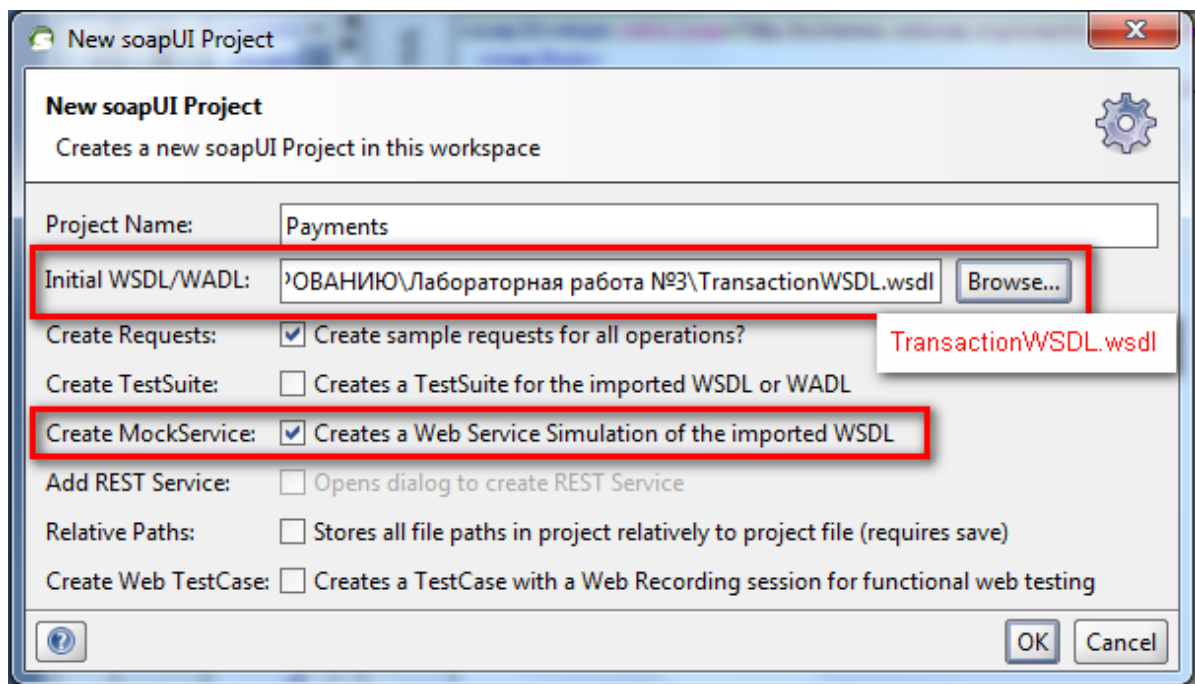 New soapUI Project
New soapUI Project
Creates a new soapUI Project in this workspace
Project Name: Payments
Initial WSDL/WADL: РОВАНИЮ\Лабораторная работа №3\TransactionWSDL.wsdl Browse...
Create Requests: Create sample requests for all operations?
TransactionWSDL.wsdl
Create TestSuite: Creates a TestSuite for the imported WSDL or WADL
Create MockService: Creates a Web Service Simulation of the imported WSDL
Add REST Service: Opens dialog to create REST Service
Relative Paths: Stores all file paths in project relatively to project file (requires save)
Create Web TestCase: Creates a TestCase with a Web Recording session for functional web testing
OK Cancel